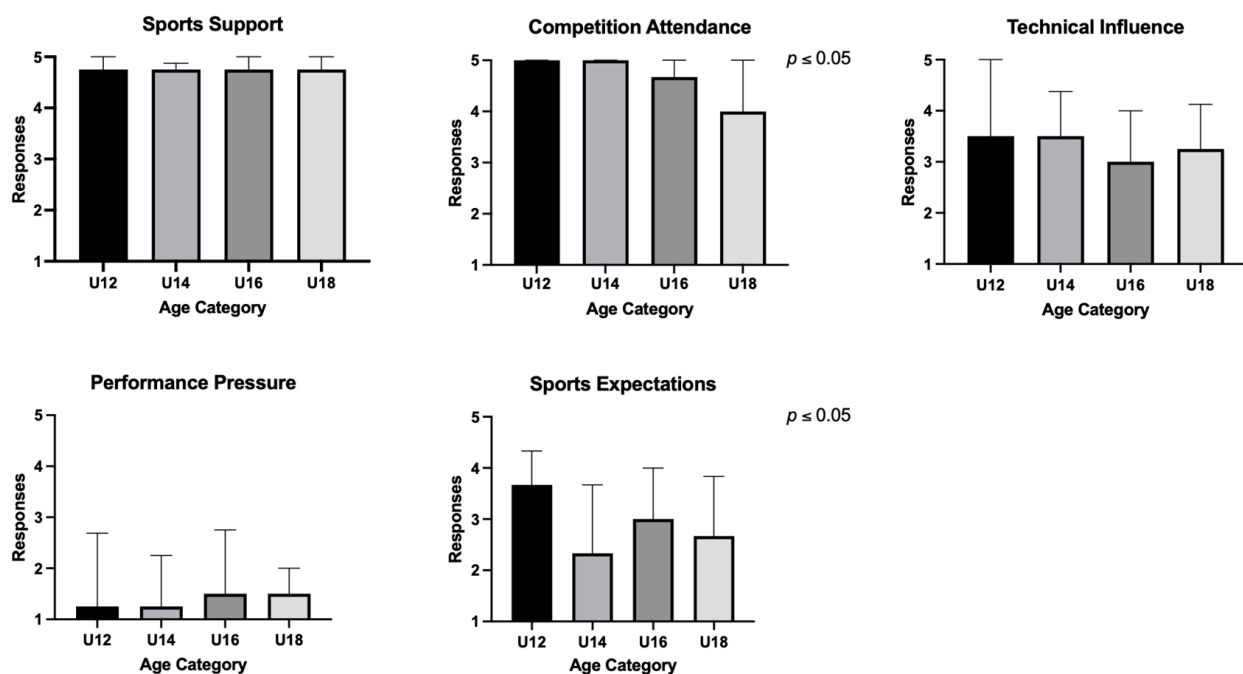 Sports Support
5
4
3
2
1
Responses
U12 U14 U16 U18
Age Category
Competition Attendance
p ≤ 0.05
5
4
3
2
1
Responses
U12 U14 U16 U18
Age Category
Technical Influence
5
4
3
2
1
Responses
U12 U14 U16 U18
Age Category
Performance Pressure
5
4
3
2
1
Responses
U12 U14 U16 U18
Age Category
Sports Expectations
p ≤ 0.05
5
4
3
2
1
Responses
U12 U14 U16 U18
Age Category